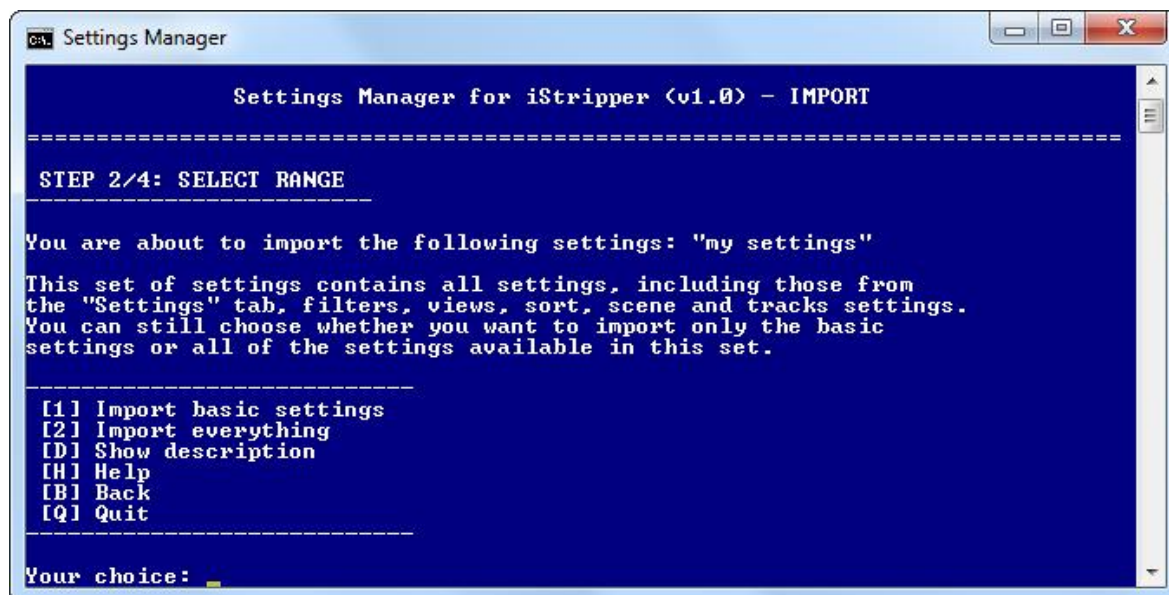 Settings Manager
Settings Manager for iStripper (v1.0) - IMPORT
===============================================================================
STEP 2/4: SELECT RANGE
-------------------------
You are about to import the following settings: "my settings"
This set of settings contains all settings, including those from
the "Settings" tab, filters, views, sort, scene and tracks settings.
You can still choose whether you want to import only the basic
settings or all of the settings available in this set.
----------------------------
[1] Import basic settings
[2] Import everything
[D] Show description
[H] Help
[B] Back
[Q] Quit
----------------------------
Your choice: _